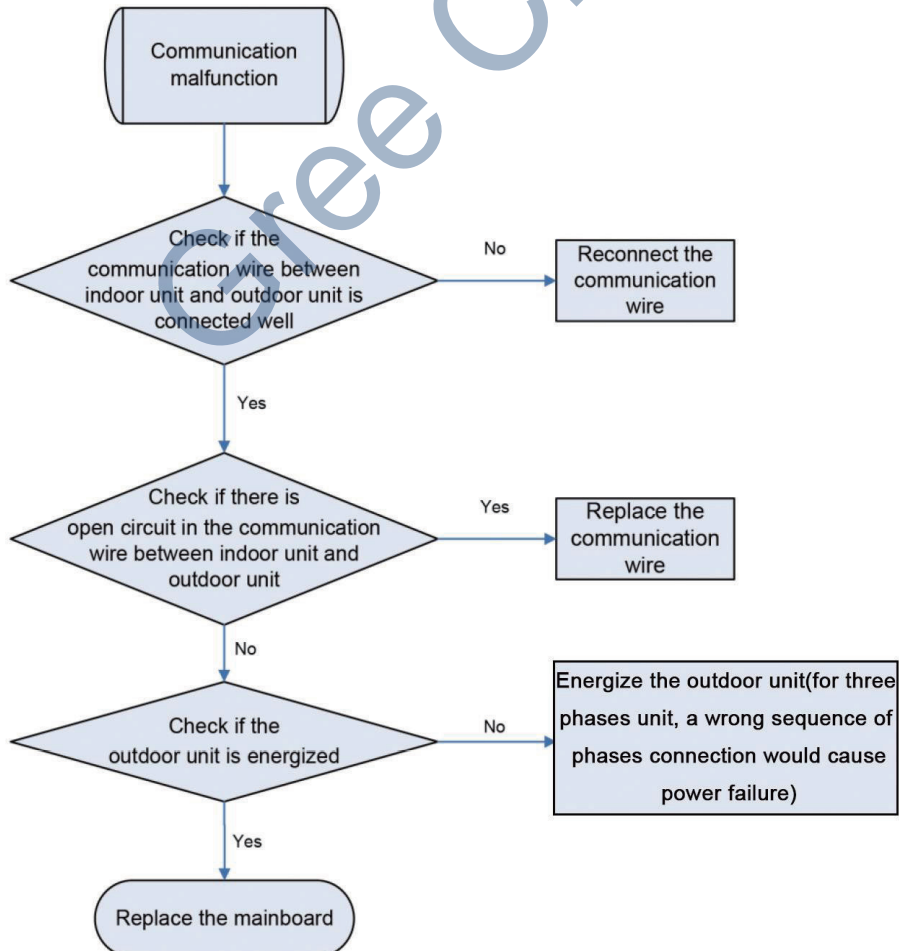 Communication
malfunction
Check if the
communication wire between
indoor unit and outdoor unit is
connected well
No
Reconnect the
communication
wire
Yes
Check if there is
open circuit in the communication
wire between indoor unit and
outdoor unit
Yes
Replace the
communication
wire
No
Check if the
outdoor unit is energized
No
Energize the outdoor unit(for three
phases unit, a wrong sequence of
phases connection would cause
power failure)
Yes
Replace the mainboard
Gree